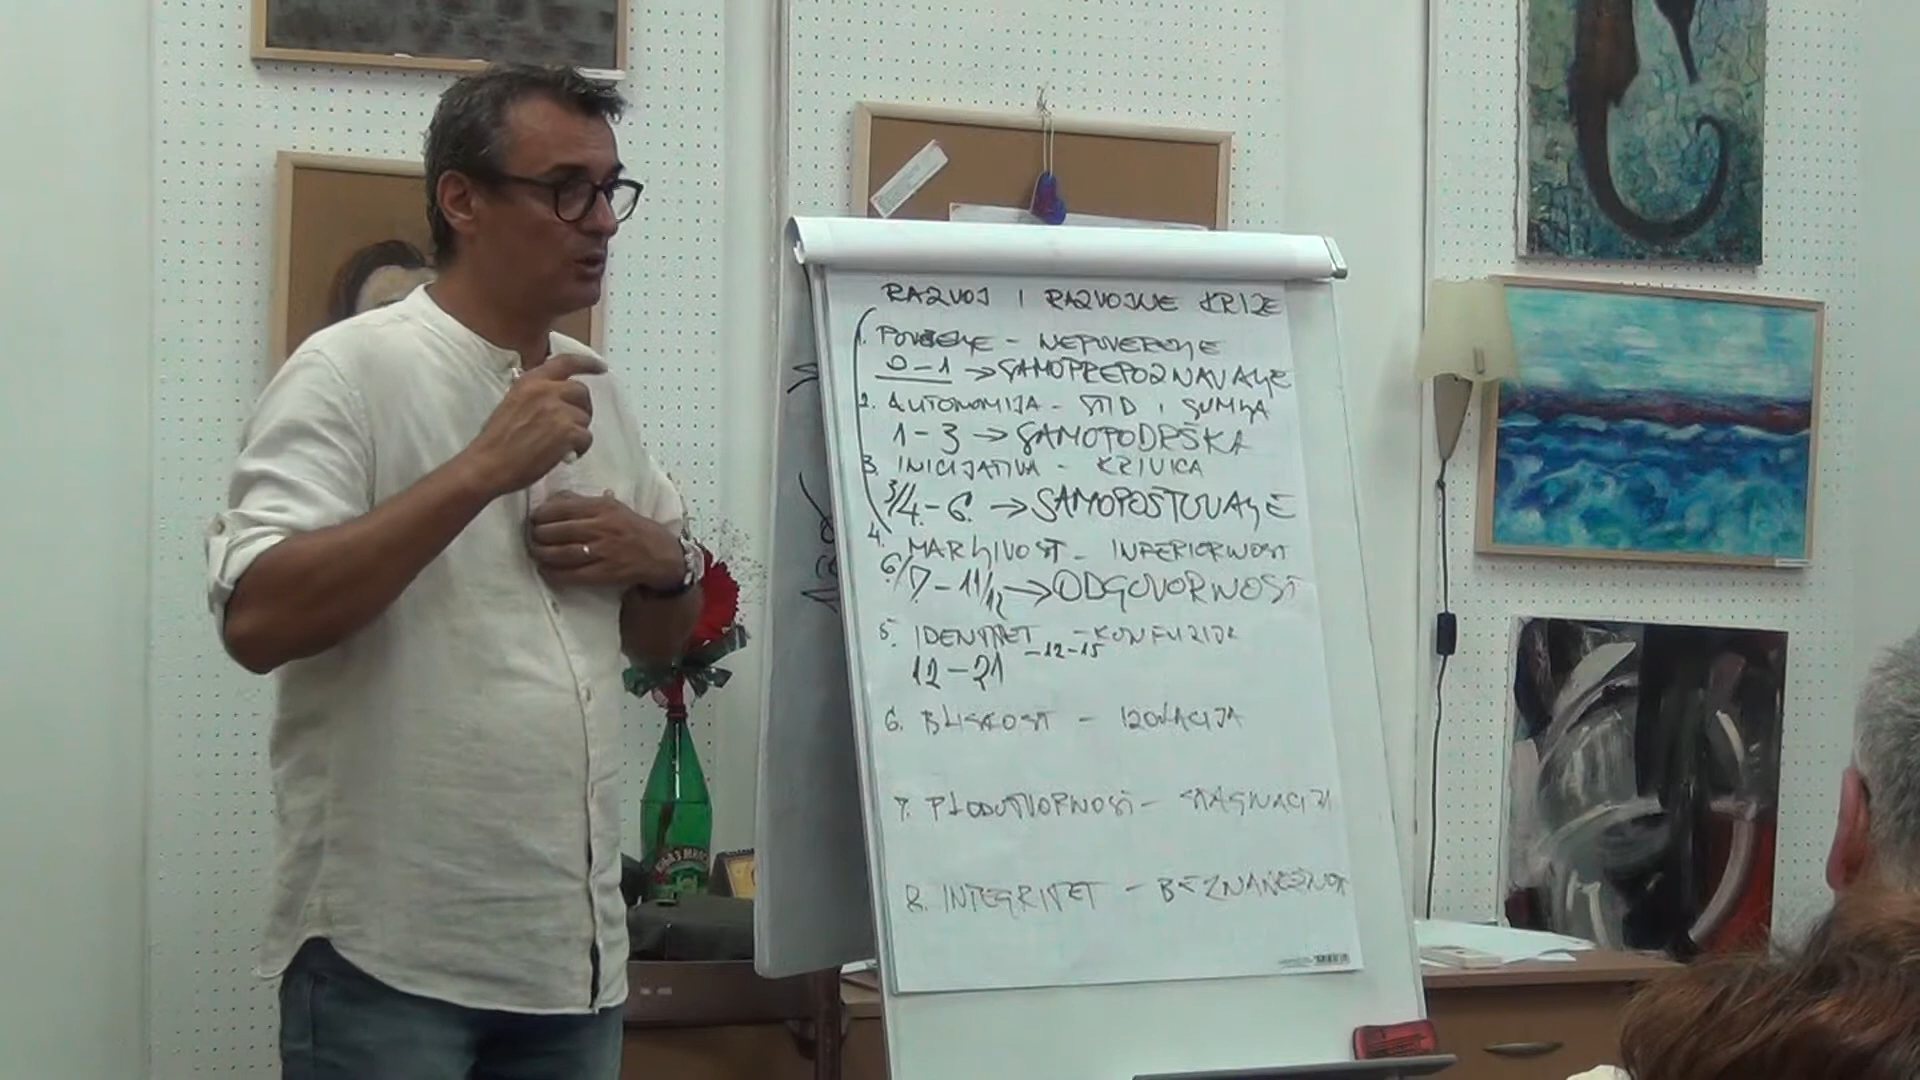 RAZVOJ I RAZVOJNE KRIZE
1. POVERENJE - NEPOVERENJE
0-1 → SAMOPREPOZNAVANJE
2. AUTONOMIJA - STID I SUMNJA
1-3 → SAMOPODRŠKA
3. INICIJATIVA - KRIVICA
3/4-6. → SAMOPOŠTOVANJE
4. MARLJIVOST - INFERIORNOST
6/7-11/12 → ODGOVORNOST
5. IDENTITET - KONFUZIJA
-12-15
12-21
6. BLISKOST - IZOLACIJA
7. PLODOTVORNOST - STAGNACIJA
8. INTEGRITET - BEZNADEŽNOST